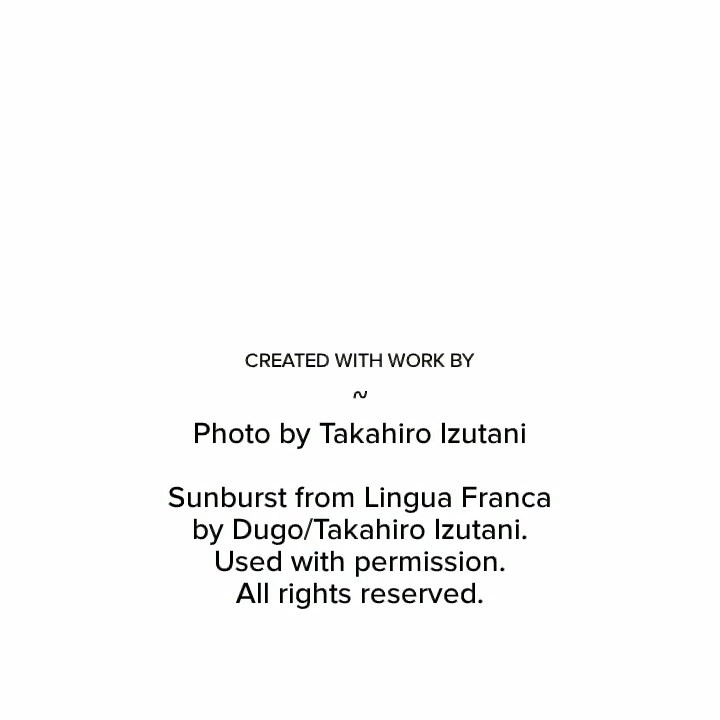 CREATED WITH WORK BY
~
Photo by Takahiro Izutani
Sunburst from Lingua Franca
by Dugo/Takahiro Izutani.
Used with permission.
All rights reserved.